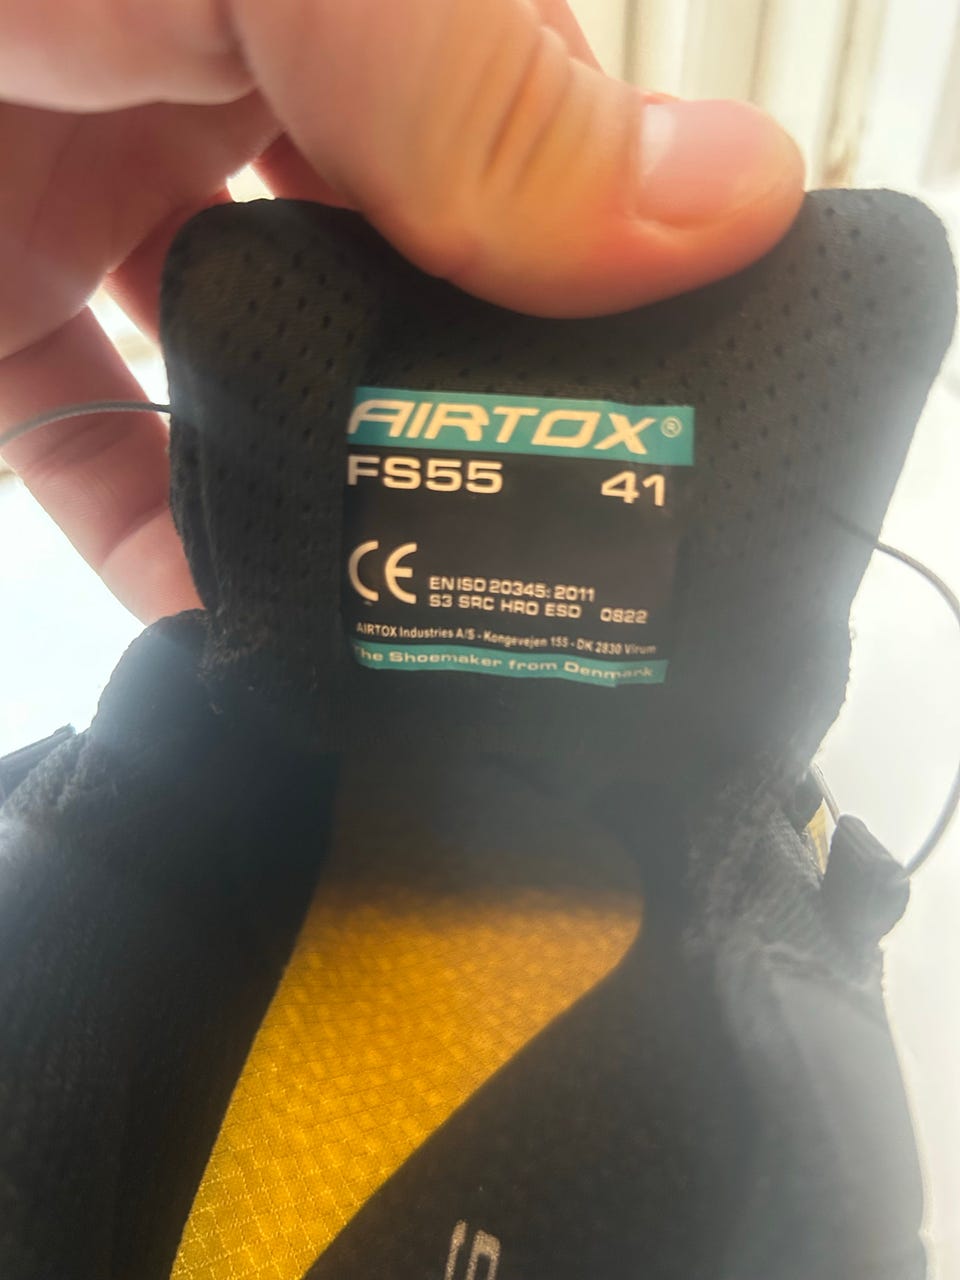 AIRTOX®
FS55 41
CE EN ISO 20345: 2011
S3 SRC HRO ESD 0822
AIRTOX Industries A/S - Kongevejen 155 - DK 2830 Virum
The Shoemaker from Denmark